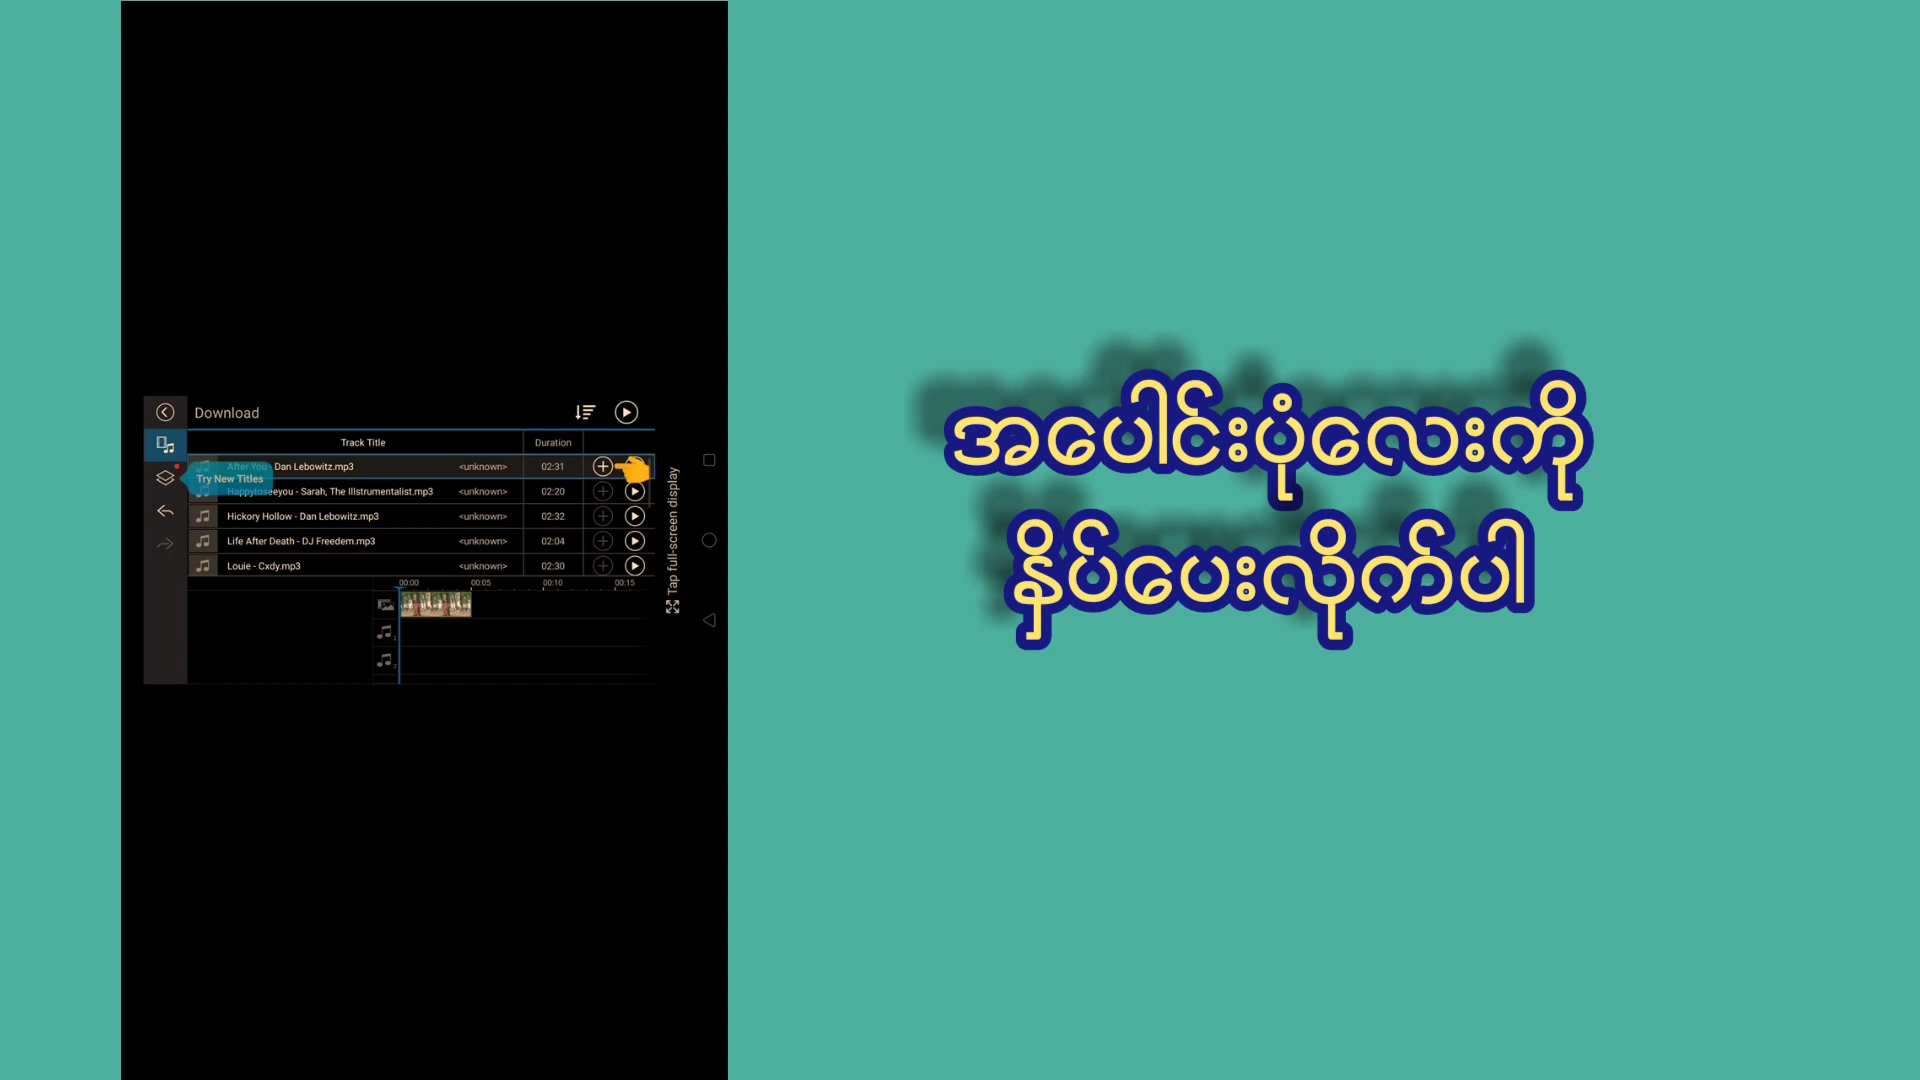 Download
Track Title Duration
After You - Dan Lebowitz.mp3 <unknown> 02:31
Try New Titles
Happytoseeyou - Sarah, The Illstrumentalist.mp3 <unknown> 02:20
Hickory Hollow - Dan Lebowitz.mp3 <unknown> 02:32
Life After Death - DJ Freedem.mp3 <unknown> 02:04
Louie - Cxdy.mp3 <unknown> 02:30
00:00 00:05 00:10 00:15
1
2
Tap full-screen display
အပေါင်းပုံလေးကို
နှိပ်ပေးလိုက်ပါ